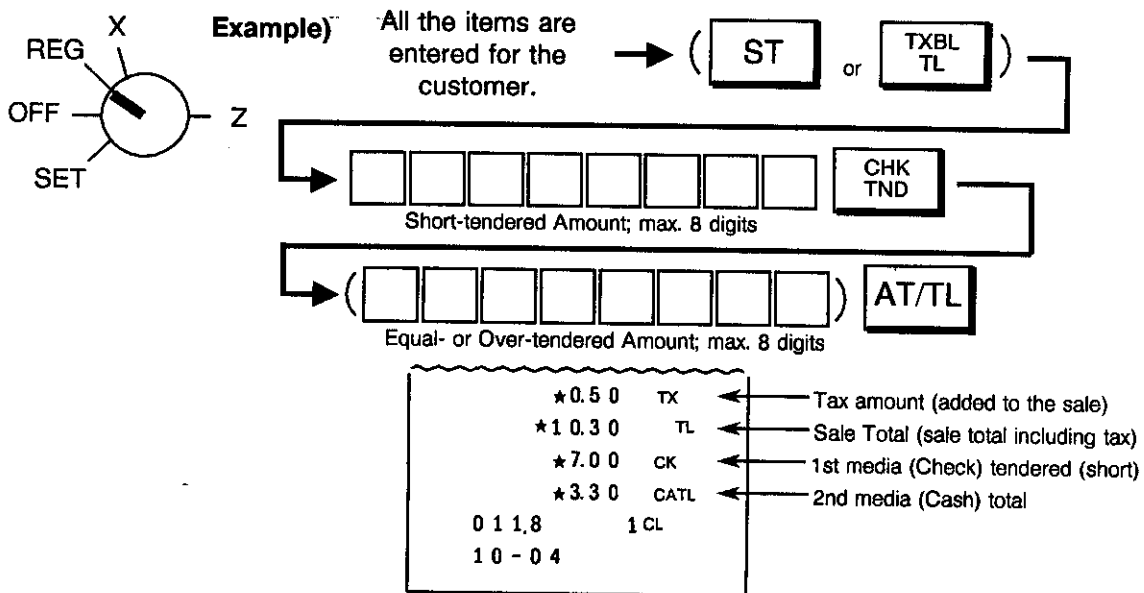 X
REG
OFF
Z
SET
Example) All the items are
entered for the
customer.
( ST or TXBL
TL )
CHK
TND
Short-tendered Amount; max. 8 digits
( ) AT/TL
Equal- or Over-tendered Amount; max. 8 digits
★0.50 TX Tax amount (added to the sale)
★10.30 TL Sale Total (sale total including tax)
★7.00 CK 1st media (Check) tendered (short)
★3.30 CATL 2nd media (Cash) total
011.8 1CL
10-04